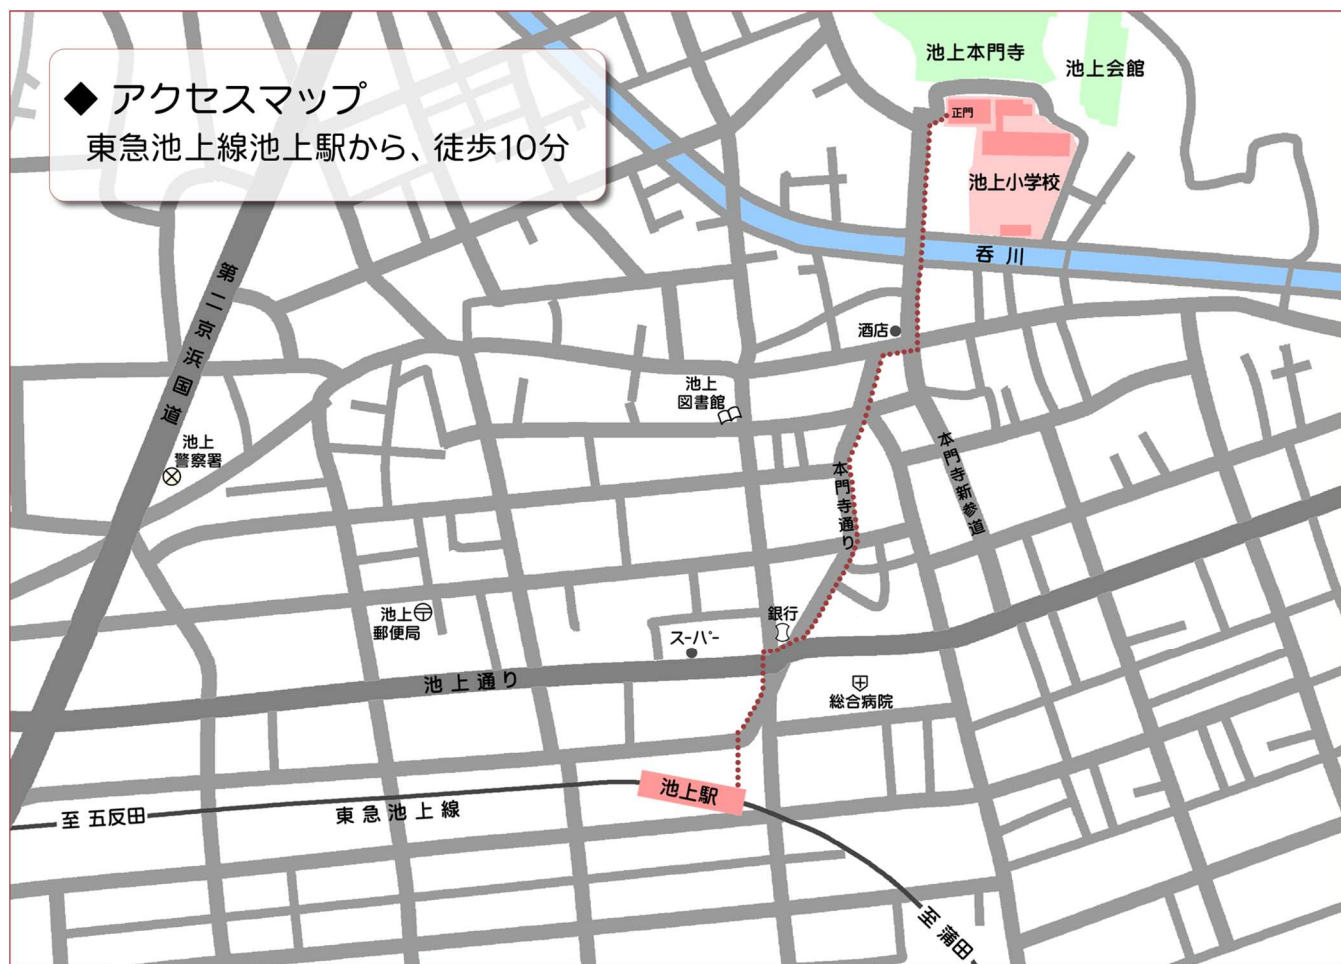 ◆ アクセスマップ
東急池上線池上駅から、徒歩10分
池上本門寺
池上会館
正門
池上小学校
呑川
第二京浜国道
酒店
池上
図書館
池上
警察署
本門寺通り
本門寺新参道
池上
郵便局
スーパー
銀行
池上通り
総合病院
池上駅
至 五反田
東急池上線
至 蒲田